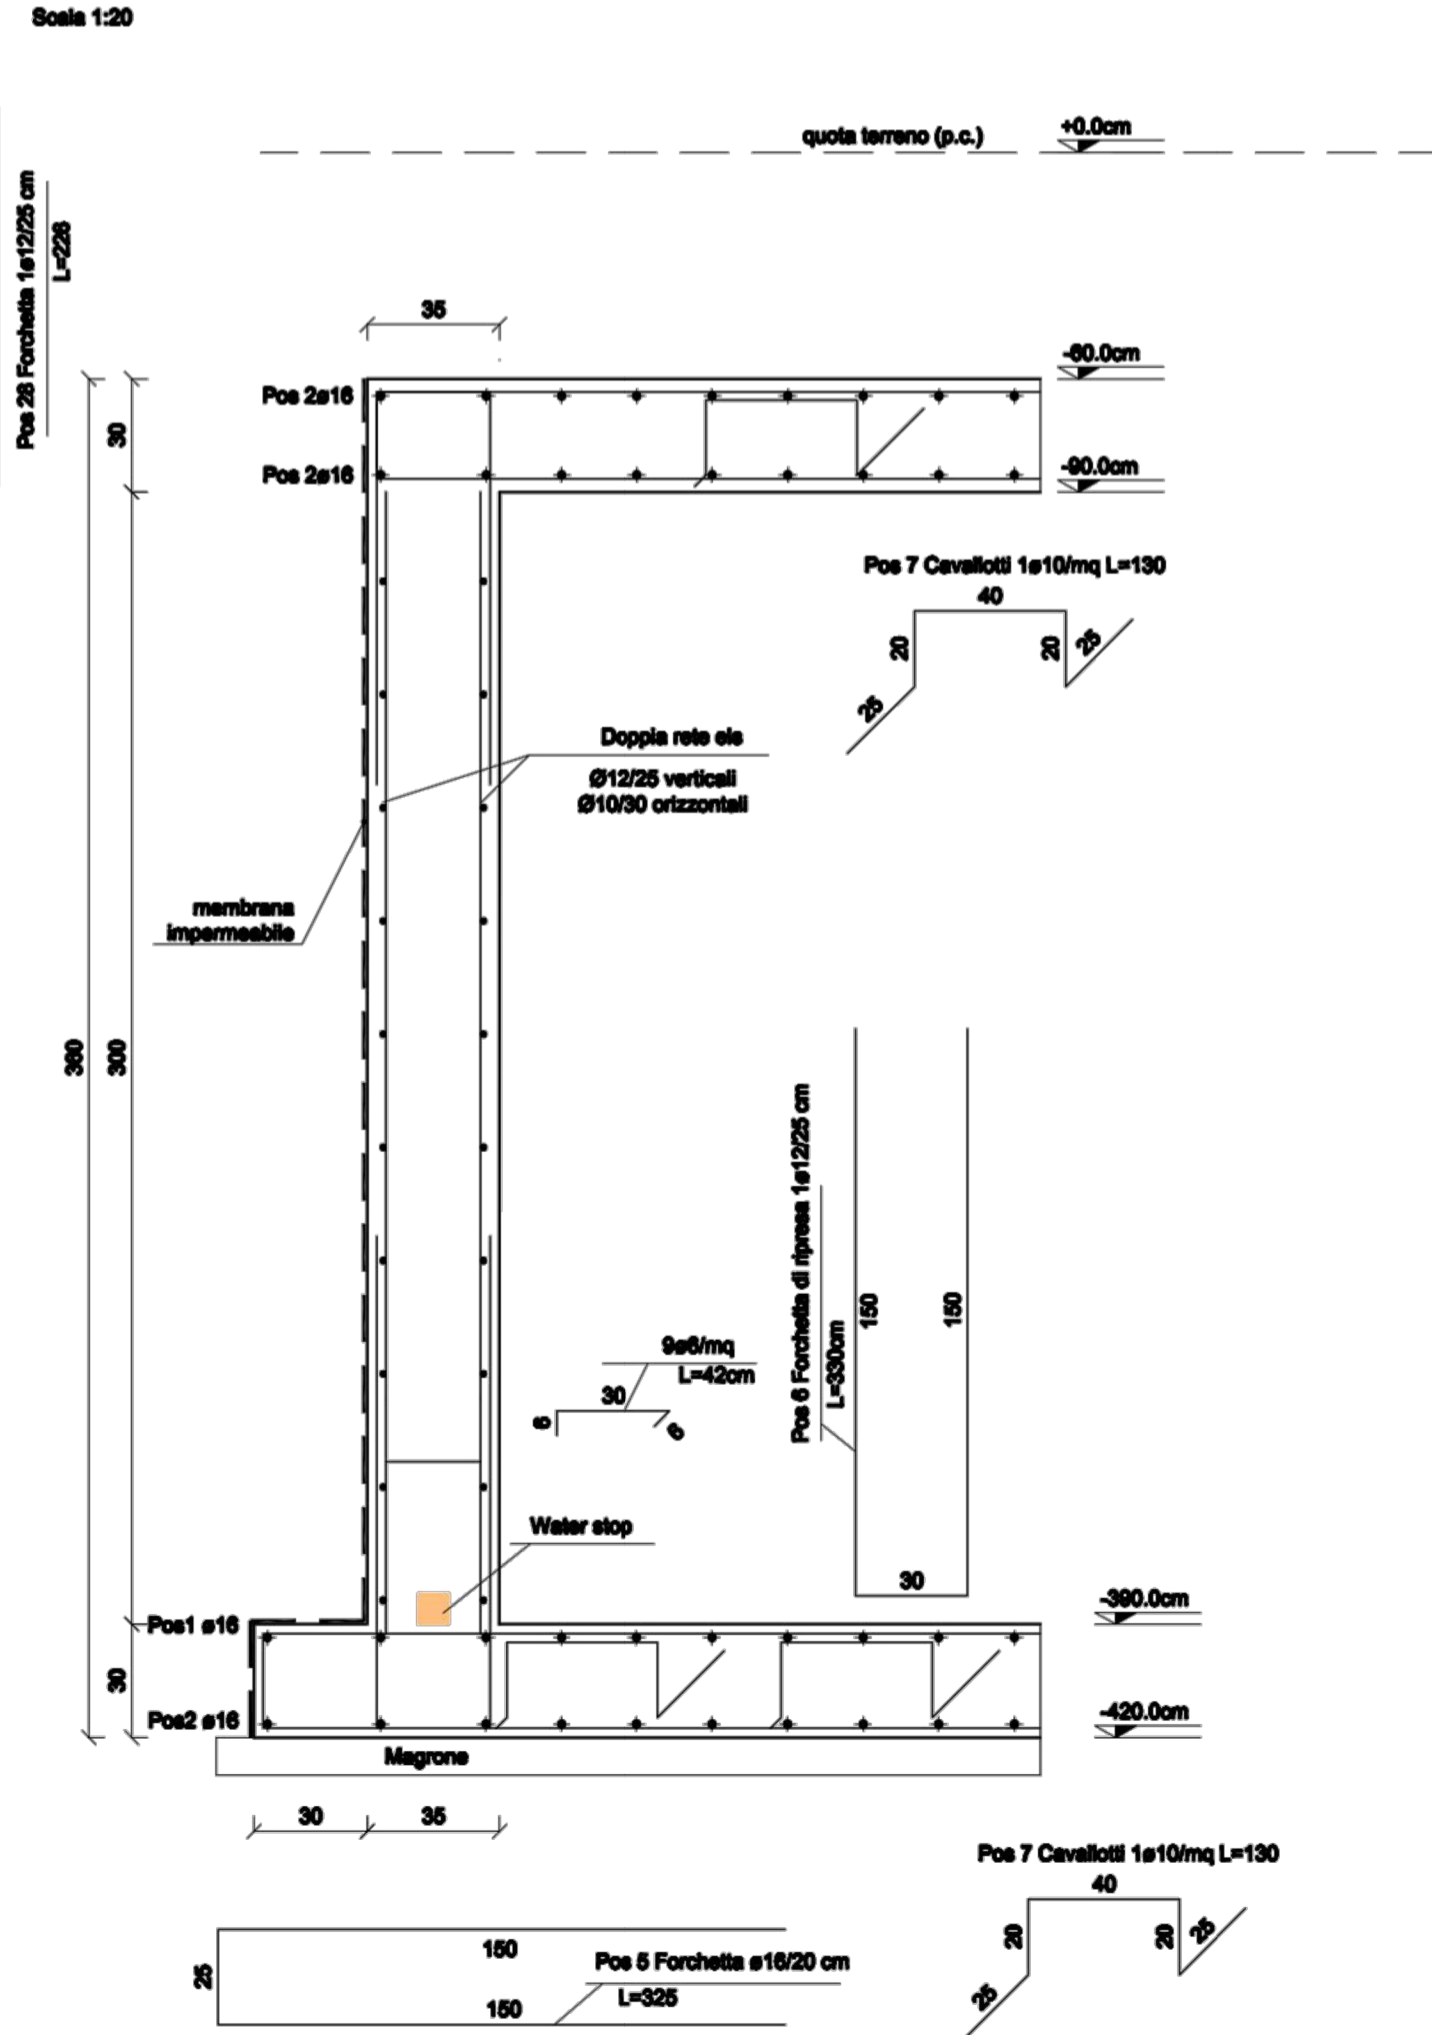 Scala 1:20
quota terreno (p.c.)
+0.0cm
Pos 28 Forchetta 1ø12/25 cm
L=226
35
-60.0cm
Pos 2ø16
30
Pos 2ø16
-90.0cm
Pos 7 Cavallotti 1ø10/mq L=130
40
20
20
25
25
Doppia rete els
Ø12/25 verticali
Ø10/30 orizzontali
membrana
impermeabile
360
300
Pos 6 Forchetta di ripresa 1ø12/25 cm
L=330cm
150
150
30
9ø6/mq
L=42cm
30
6
6
Water stop
-390.0cm
Pos1 ø16
30
Pos2 ø16
-420.0cm
Magrone
30
35
Pos 7 Cavallotti 1ø10/mq L=130
40
20
20
25
25
25
150
Pos 5 Forchetta ø16/20 cm
L=325
150